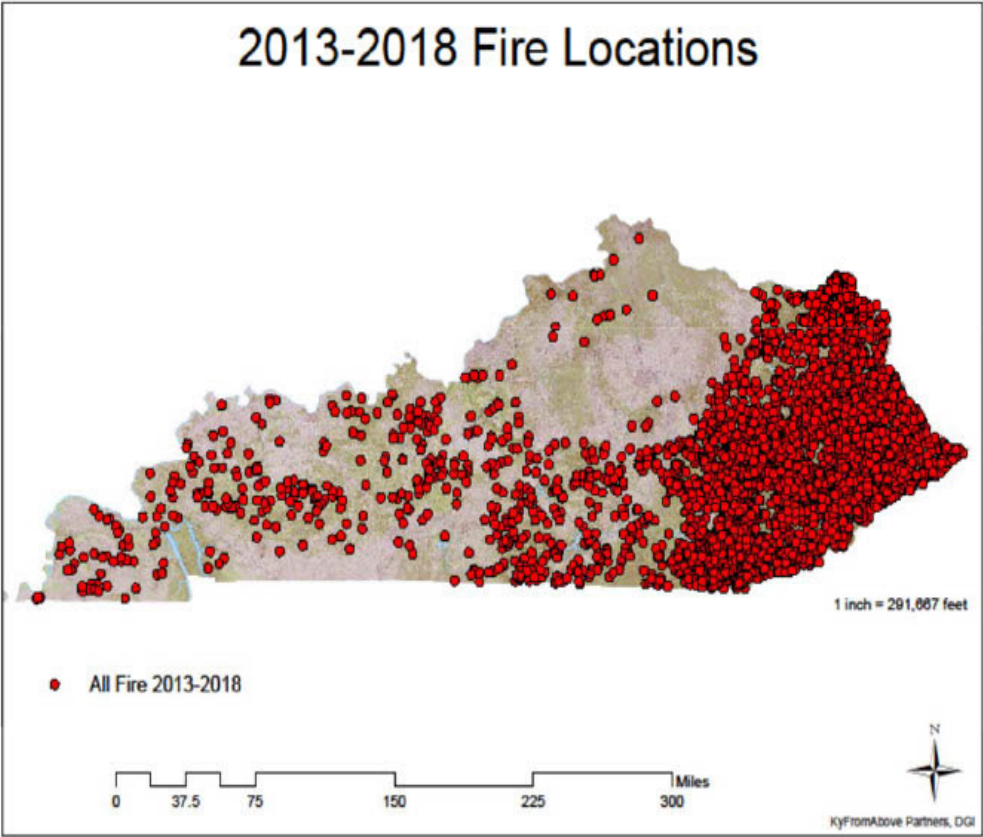 2013-2018 Fire Locations
1 inch = 291,667 feet
All Fire 2013-2018
N
Miles
0 37.5 75 150 225 300
KyFromAbove Partners, DGI